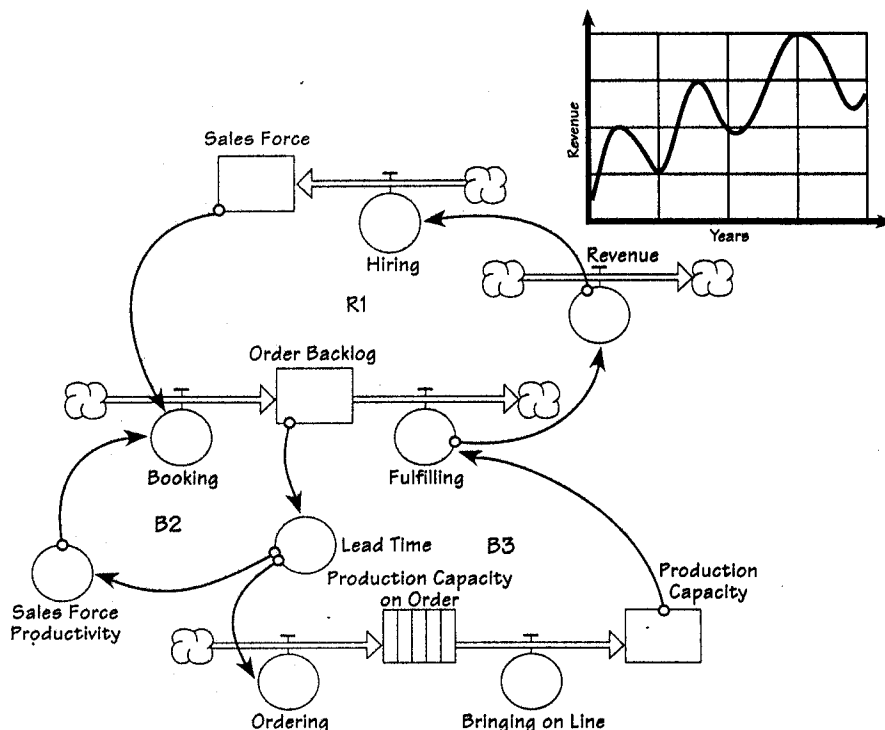 Revenue
Years
Sales Force
Hiring
Revenue
R1
Order Backlog
Booking
Fulfilling
B2
Lead Time
B3
Production Capacity
on Order
Production
Capacity
Sales Force
Productivity
Ordering
Bringing on Line